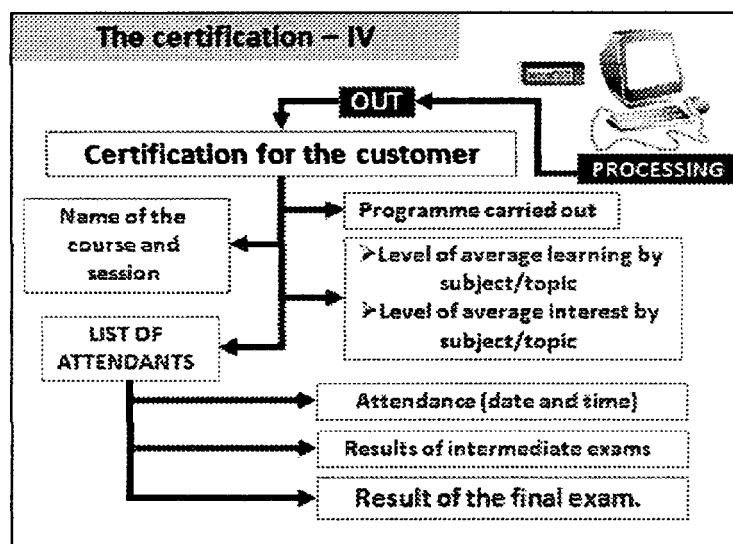 The certification – IV
OUT
PROCESSING
Certification for the customer
Name of the
course and
session
Programme carried out
➢Level of average learning by
subject/topic
➢Level of average interest by
subject/topic
LIST OF
ATTENDANTS
Attendance (date and time)
Results of intermediate exams
Result of the final exam.